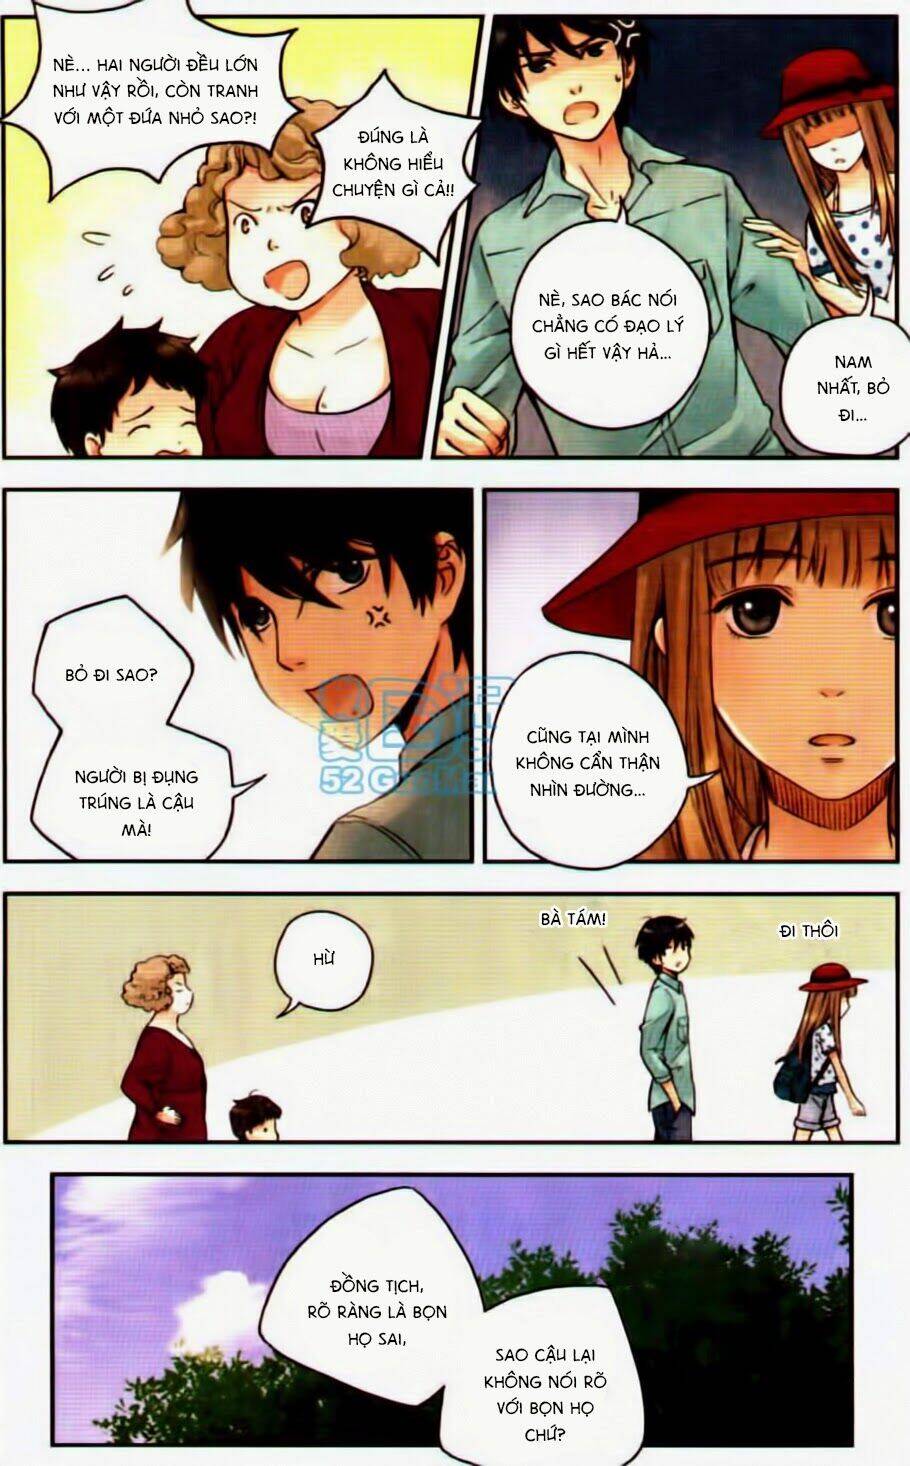 NÈ... HAI NGƯỜI ĐỀU LỚN
NHƯ VẬY RỒI, CÒN TRANH
VỚI MỘT ĐỨA NHỎ SAO?!
ĐÚNG LÀ
KHÔNG HIỂU
CHUYỆN GÌ CẢ!!
NÈ, SAO BÁC NÓI
CHẲNG CÓ ĐẠO LÝ
GÌ HẾT VẬY HẢ...
NAM
NHẤT, BỎ
ĐI...
BỎ ĐI SAO?
NGƯỜI BỊ ĐỤNG
TRÚNG LÀ CẬU
MÀ!
CŨNG TẠI MÌNH
KHÔNG CẨN THẬN
NHÌN ĐƯỜNG...
52
HỪ
BÀ TÁM!
ĐI THÔI
ĐỒNG TỊCH,
RÕ RÀNG LÀ BỌN
HỌ SAI,
SAO CẬU LẠI
KHÔNG NÓI RÕ
VỚI BỌN HỌ
CHỨ?